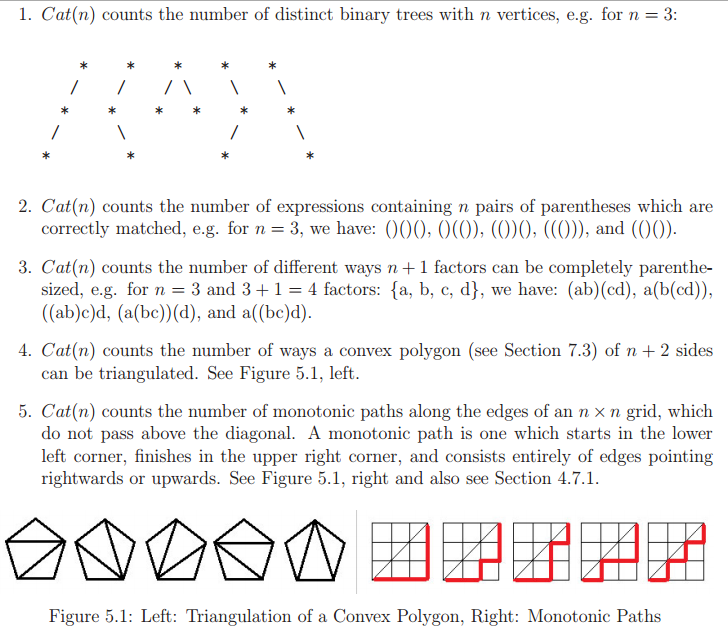 1. Cat(n) counts the number of distinct binary trees with n vertices, e.g. for n = 3:
* * * * *
/ / / \ \ \
* * * * * *
/ \ / \
* * * *
2. Cat(n) counts the number of expressions containing n pairs of parentheses which are
correctly matched, e.g. for n = 3, we have: ()()(), ()(()), (())(), ((())), and (()()).
3. Cat(n) counts the number of different ways n + 1 factors can be completely parenthe-
sized, e.g. for n = 3 and 3 + 1 = 4 factors: {a, b, c, d}, we have: (ab)(cd), a(b(cd)),
((ab)c)d, (a(bc))(d), and a((bc)d).
4. Cat(n) counts the number of ways a convex polygon (see Section 7.3) of n + 2 sides
can be triangulated. See Figure 5.1, left.
5. Cat(n) counts the number of monotonic paths along the edges of an n × n grid, which
do not pass above the diagonal. A monotonic path is one which starts in the lower
left corner, finishes in the upper right corner, and consists entirely of edges pointing
rightwards or upwards. See Figure 5.1, right and also see Section 4.7.1.
Figure 5.1: Left: Triangulation of a Convex Polygon, Right: Monotonic Paths